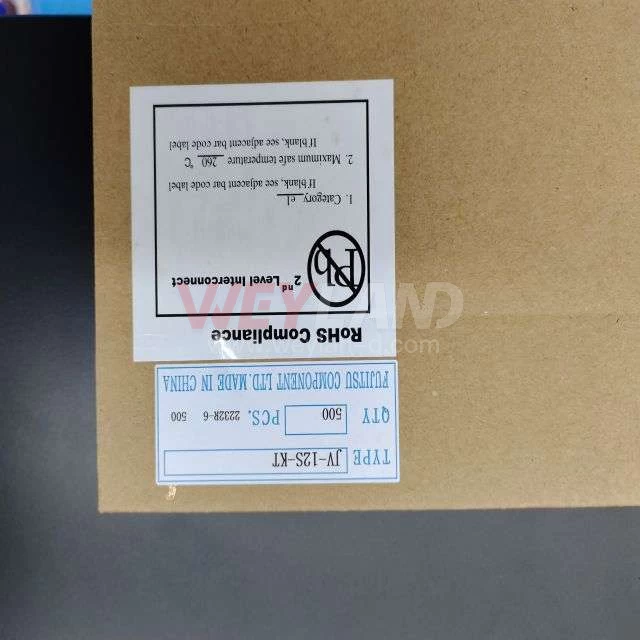 TYPE JV-12S-KT
QTY 500 PCS. 2232R-6 500
FUJITSU COMPONENT LTD.MADE IN CHINA
RoHS Compliance
Pb
2nd Level Interconnect
1. Category e1
If blank, see adjacent bar code label
2. Maximum safe temperature 260 °C
If blank, see adjacent bar code label
WEYLAND